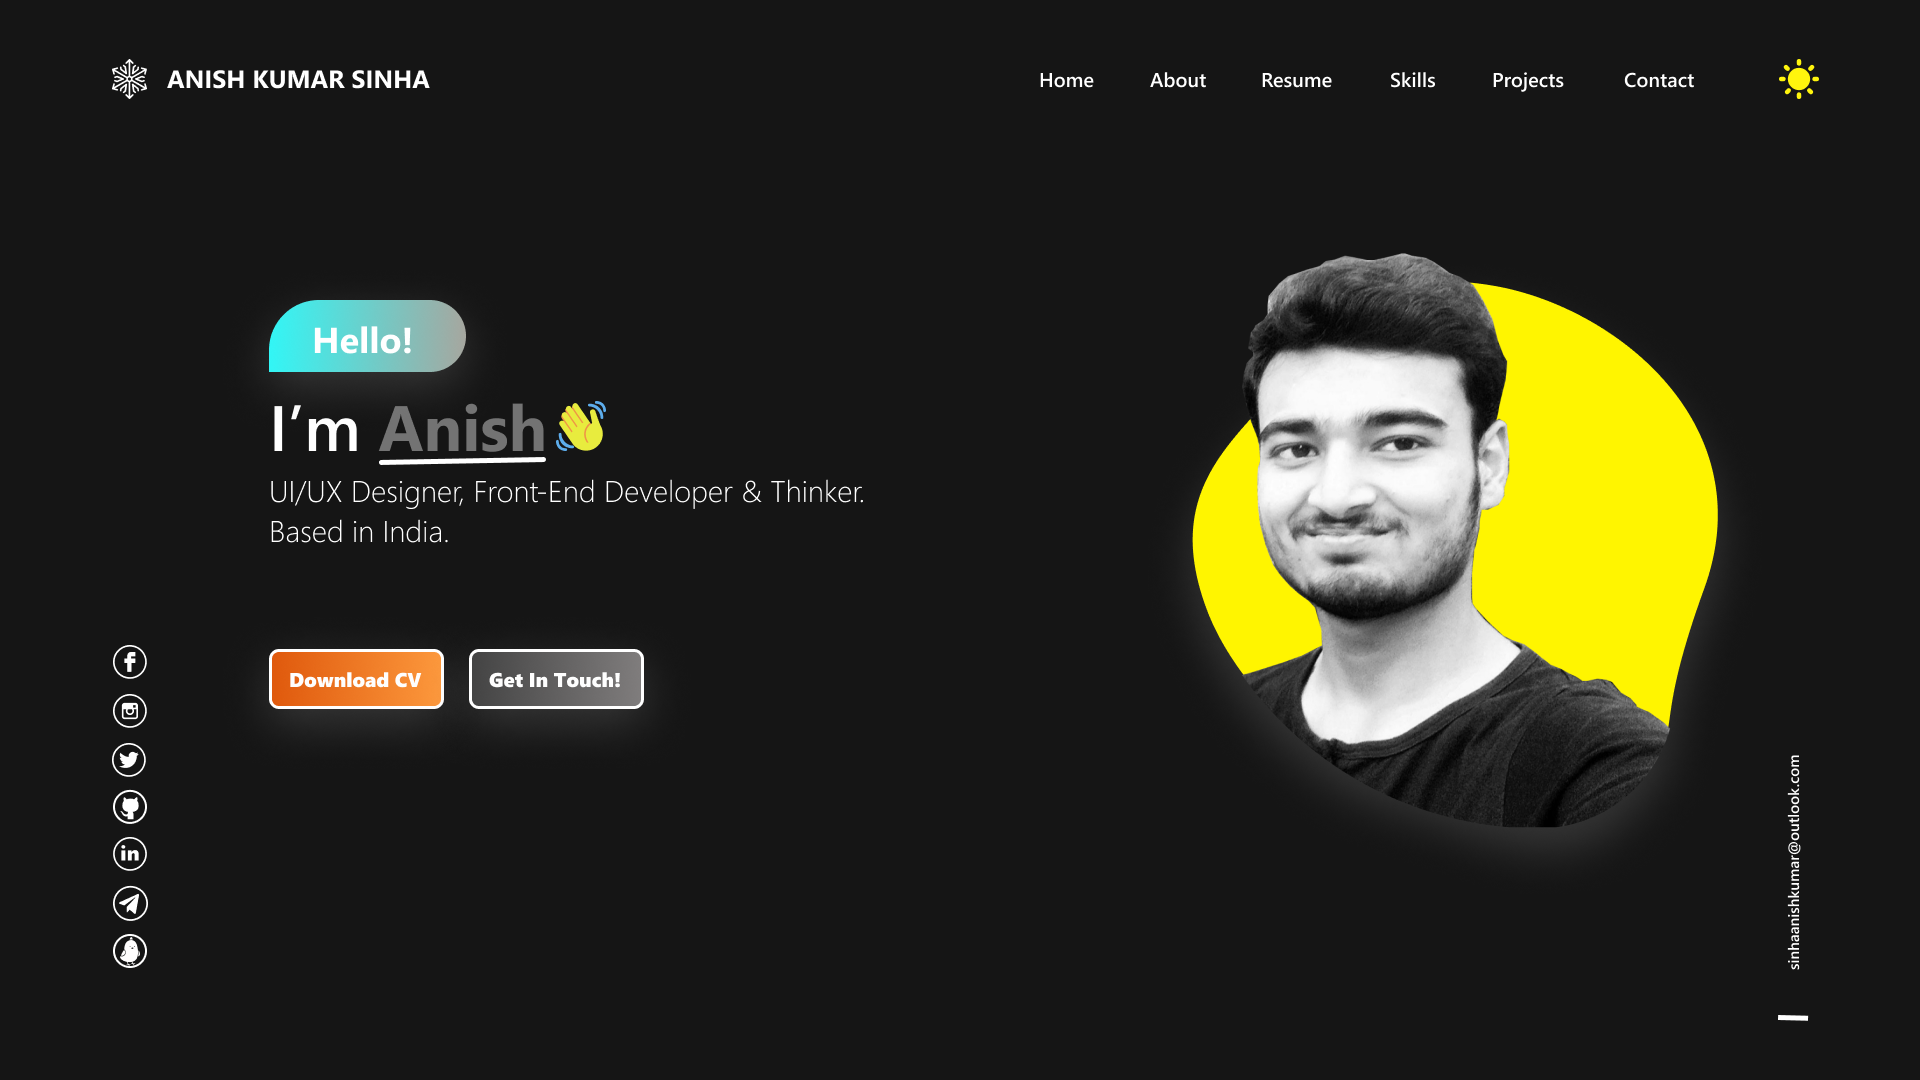 ANISH KUMAR SINHA
Home
About
Resume
Skills
Projects
Contact
Hello!
I’m Anish
UI/UX Designer, Front-End Developer & Thinker.
Based in India.
Download CV
Get In Touch!
sinhaanishkumar@outlook.com